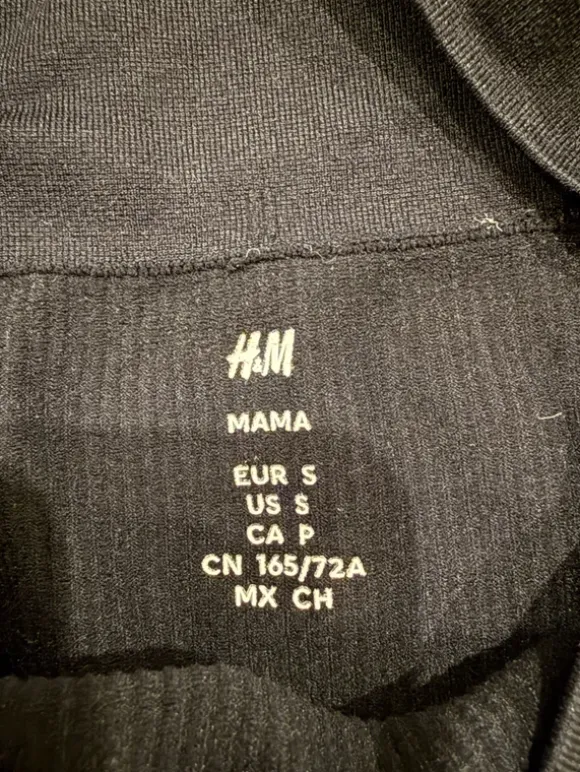 H&M
MAMA
EUR S
US S
CA P
CN 165/72A
MX CH